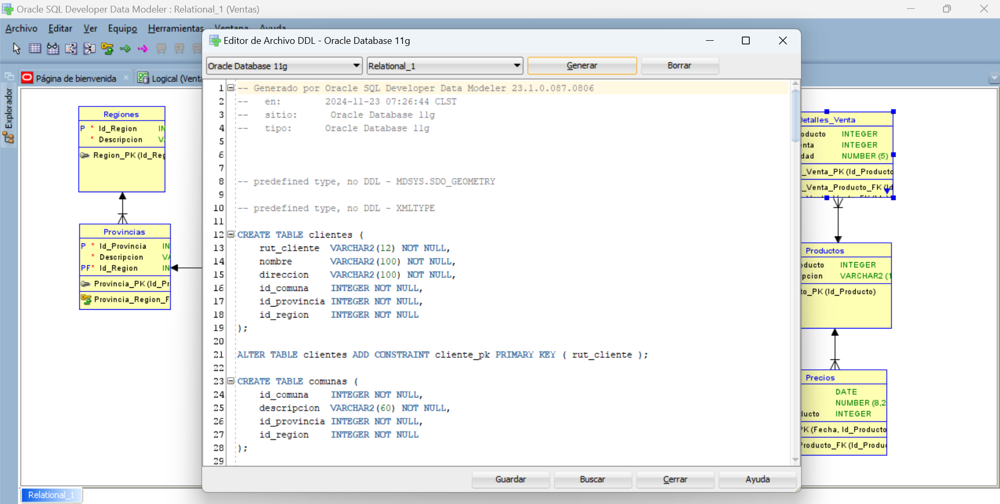 Oracle SQL Developer Data Modeler : Relational_1 (Ventas)
Archivo Editar Ver Equipo Herramientas Ventana Ayuda
Editor de Archivo DDL - Oracle Database 11g
Oracle Database 11g Relational_1 Generar Borrar
Página de bienvenida Logical (Venta
Explorador
1 -- Generado por Oracle SQL Developer Data Modeler 23.1.0.087.0806
2 -- en: 2024-11-23 07:26:44 CLST
3 -- sitio: Oracle Database 11g
4 -- tipo: Oracle Database 11g
5
6
7
8 -- predefined type, no DDL - MDSYS.SDO_GEOMETRY
9
10 -- predefined type, no DDL - XMLTYPE
11
12 CREATE TABLE clientes (
13 rut_cliente VARCHAR2(12) NOT NULL,
14 nombre VARCHAR2(100) NOT NULL,
15 direccion VARCHAR2(100) NOT NULL,
16 id_comuna INTEGER NOT NULL,
17 id_provincia INTEGER NOT NULL,
18 id_region INTEGER NOT NULL
19 );
20
21 ALTER TABLE clientes ADD CONSTRAINT cliente_pk PRIMARY KEY ( rut_cliente );
22
23 CREATE TABLE comunas (
24 id_comuna INTEGER NOT NULL,
25 descripcion VARCHAR2(60) NOT NULL,
26 id_provincia INTEGER NOT NULL,
27 id_region INTEGER NOT NULL
28 );
29
Guardar Buscar Cerrar Ayuda
Regiones
P * Id_Region IN
* Descripcion VA
Region_PK (Id_Reg
Provincias
P * Id_Provincia IN
* Descripcion VA
PF* Id_Region IN
Provincia_PK (Id_Pr
Provincia_Region_F
Detalles_Venta
oducto INTEGER
enta INTEGER
dad NUMBER (5)
_Venta_PK (Id_Producto
_Venta_Producto_FK (Id
Productos
oducto INTEGER
pcion VARCHAR2 (1
to_PK (Id_Producto)
Precios
DATE
NUMBER (8,2
ducto INTEGER
PK (Fecha, Id_Producto
Producto_FK (Id_Produ
Relational_1